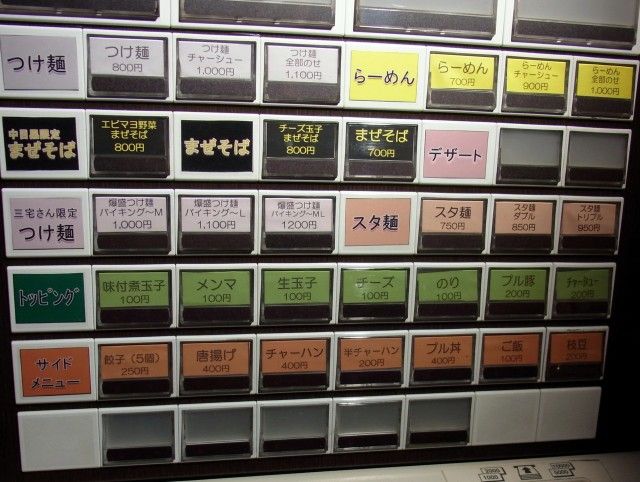 つけ麺
つけ麺
800円
つけ麺
チャーシュー
1,000円
つけ麺
全部のせ
1,100円
らーめん
らーめん
700円
らーめん
チャーシュー
900円
らーめん
全部のせ
1,000円
中目黒限定
まぜそば
エビマヨ野菜
まぜそば
800円
まぜそば
チーズ玉子
まぜそば
800円
まぜそば
700円
デザート
三宅さん限定
つけ麺
爆盛つけ麺
バイキング〜M
1,000円
爆盛つけ麺
バイキング〜L
1,100円
爆盛つけ麺
バイキング〜ML
1200円
スタ麺
スタ麺
750円
スタ麺
ダブル
850円
スタ麺
トリプル
950円
トッピング
味付煮玉子
100円
メンマ
100円
生玉子
100円
チーズ
100円
のり
100円
プル豚
200円
チャーシュー
200円
サイド
メニュー
餃子（5個）
250円
唐揚げ
400円
チャーハン
400円
半チャーハン
200円
プル丼
400円
ご飯
100円
枝豆
200円
2000
1000
10000
5000